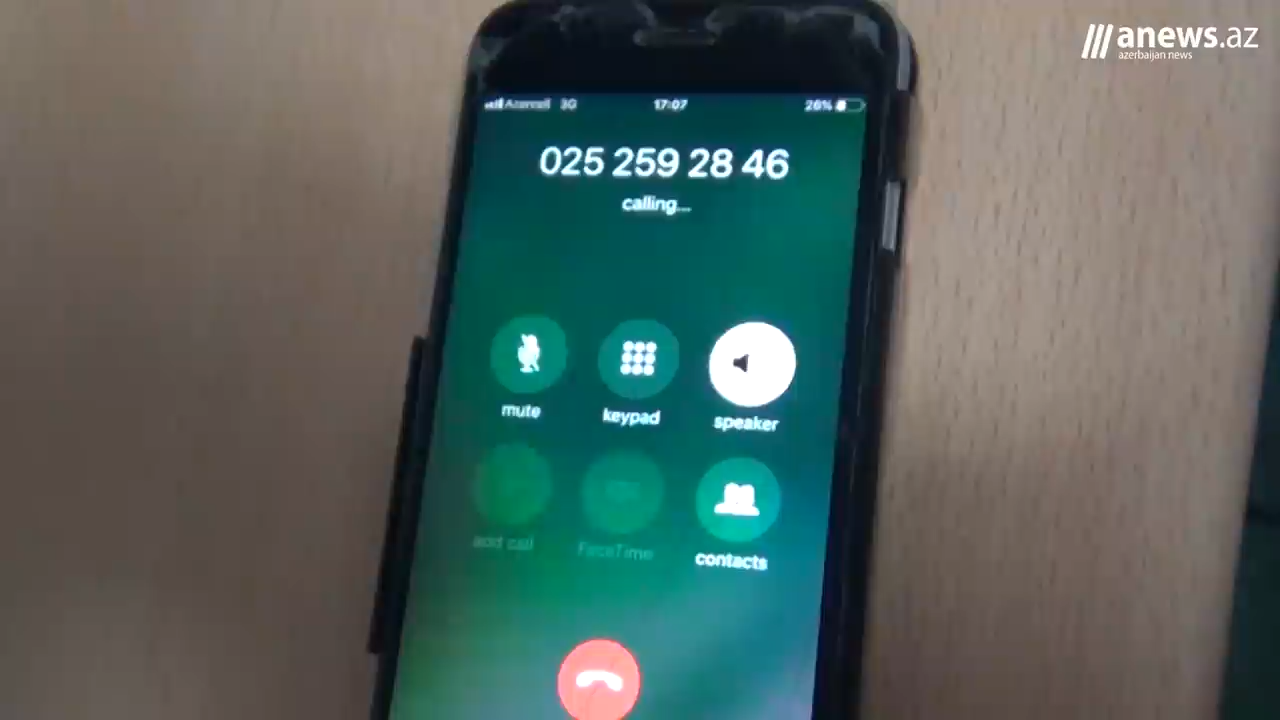 anews.az
azerbaijan news
Azercell 3G 17:07 26%
025 259 28 46
calling...
mute keypad speaker
add call FaceTime contacts